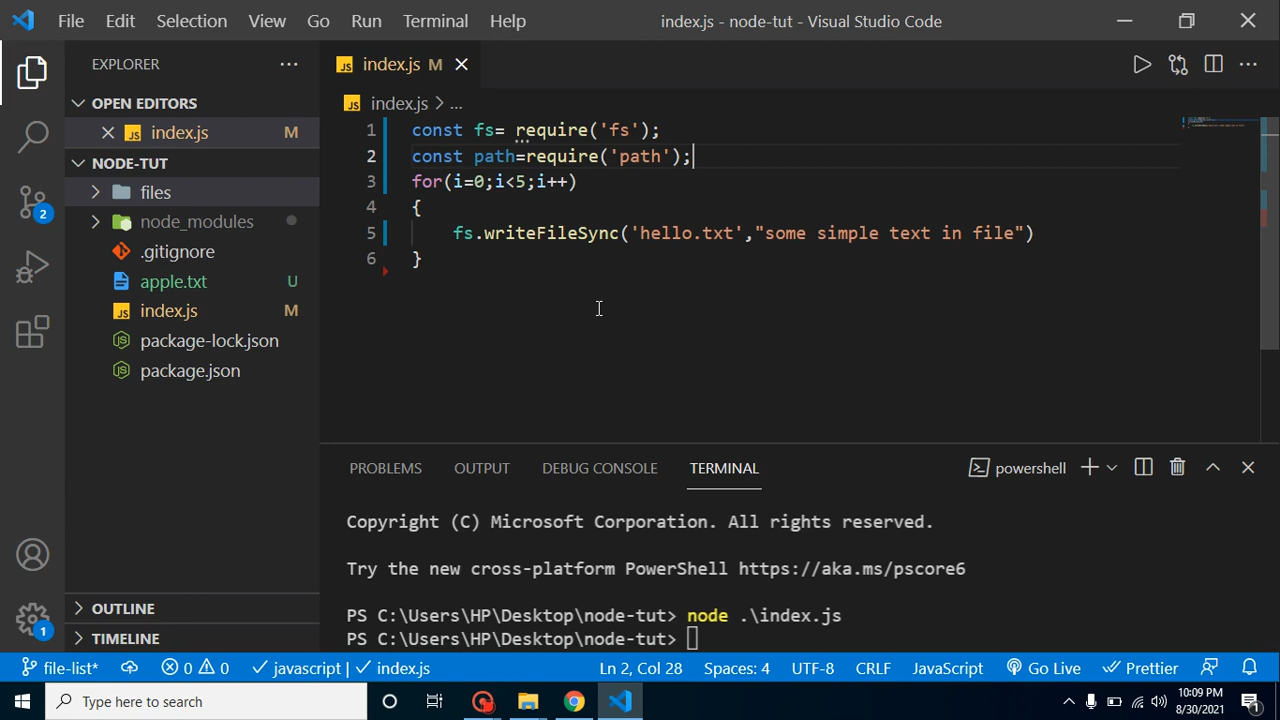 File Edit Selection View Go Run Terminal Help index.js - node-tut - Visual Studio Code
EXPLORER
index.js M
OPEN EDITORS
index.js M
NODE-TUT
files
node_modules
.gitignore
apple.txt U
index.js M
package-lock.json
package.json
OUTLINE
TIMELINE
2
1
JS index.js > ...
1 const fs= require('fs');
2 const path=require('path');
3 for(i=0;i<5;i++)
4 {
5 fs.writeFileSync('hello.txt',"some simple text in file")
6 }
PROBLEMS OUTPUT DEBUG CONSOLE TERMINAL powershell
Copyright (C) Microsoft Corporation. All rights reserved.
Try the new cross-platform PowerShell https://aka.ms/pscore6
PS C:\Users\HP\Desktop\node-tut> node .\index.js
PS C:\Users\HP\Desktop\node-tut>
file-list* 0 0 javascript | index.js Ln 2, Col 28 Spaces: 4 UTF-8 CRLF JavaScript Go Live Prettier
Type here to search
10:09 PM
8/30/2021
1